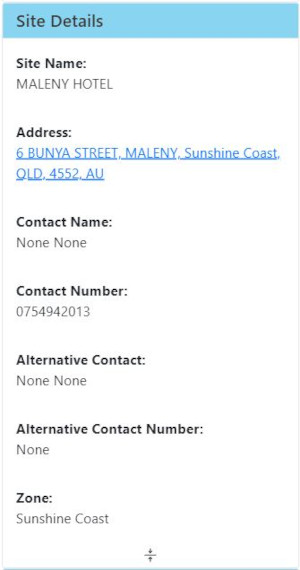 Site Details
Site Name:
MALENY HOTEL
Address:
6 BUNYA STREET, MALENY, Sunshine Coast,
QLD, 4552, AU
Contact Name:
None None
Contact Number:
0754942013
Alternative Contact:
None None
Alternative Contact Number:
None
Zone:
Sunshine Coast